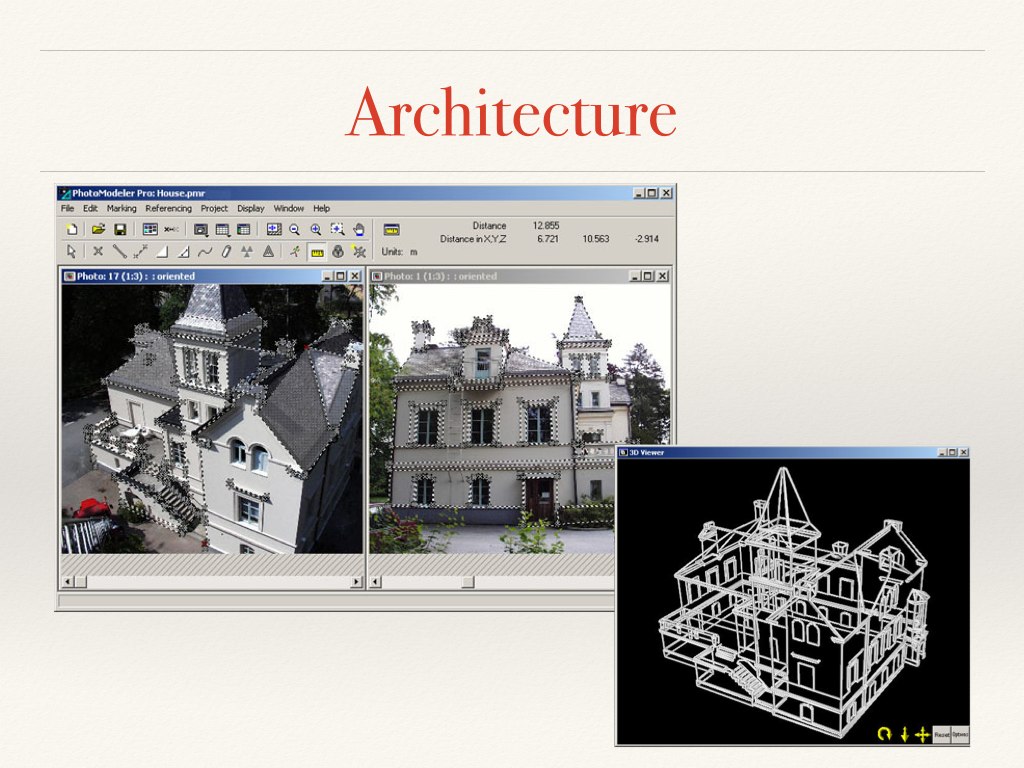 Architecture
PhotoModeler Pro: House.pmr
File Edit Marking Referencing Project Display Window Help
Distance 12.855
Distance in X,Y,Z 6.721 10.563 -2.914
Units: m
Photo: 17 (1:3) : : oriented
Photo: 1 (1:3) : : oriented
3D Viewer
Reset Options